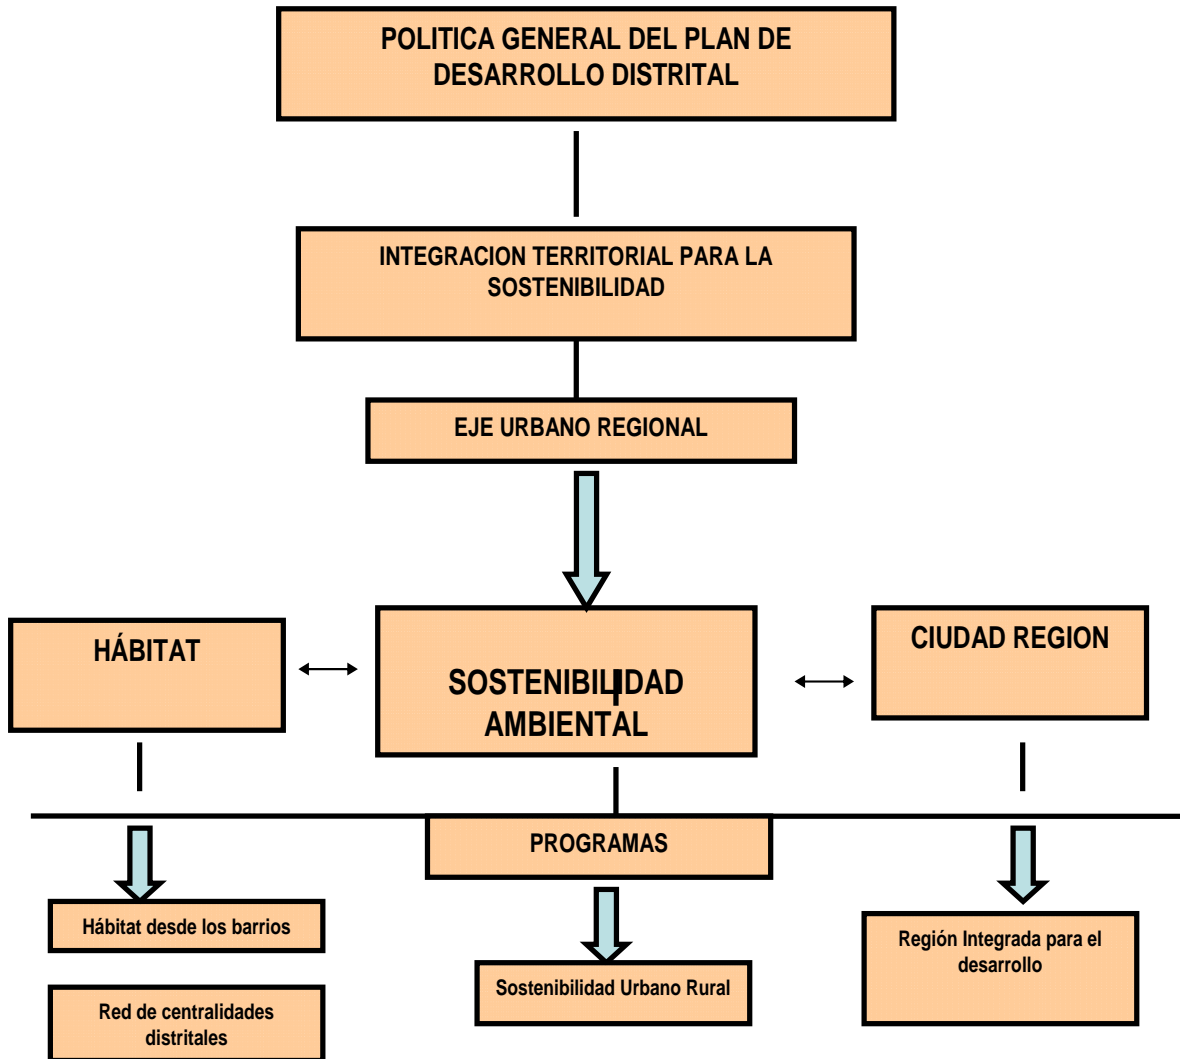 POLITICA GENERAL DEL PLAN DE
DESARROLLO DISTRITAL
INTEGRACION TERRITORIAL PARA LA
SOSTENIBILIDAD
EJE URBANO REGIONAL
HÁBITAT
SOSTENIBILIDAD
AMBIENTAL
CIUDAD REGION
PROGRAMAS
Hábitat desde los barrios
Red de centralidades
distritales
Sostenibilidad Urbano Rural
Región Integrada para el
desarrollo